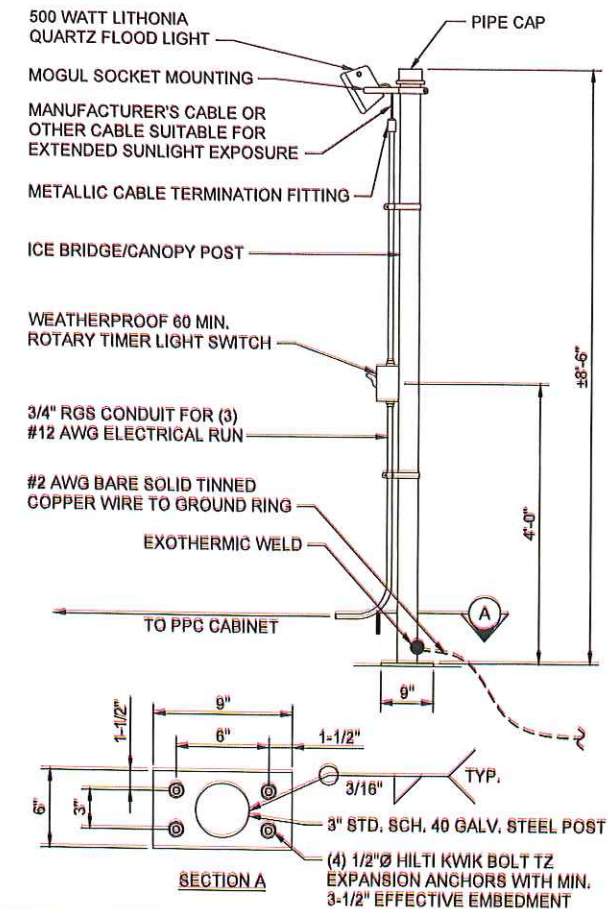 500 WATT LITHONIA
QUARTZ FLOOD LIGHT
PIPE CAP
MOGUL SOCKET MOUNTING
MANUFACTURER'S CABLE OR
OTHER CABLE SUITABLE FOR
EXTENDED SUNLIGHT EXPOSURE
METALLIC CABLE TERMINATION FITTING
ICE BRIDGE/CANOPY POST
±8'-6"
WEATHERPROOF 60 MIN.
ROTARY TIMER LIGHT SWITCH
3/4" RGS CONDUIT FOR (3)
#12 AWG ELECTRICAL RUN
#2 AWG BARE SOLID TINNED
COPPER WIRE TO GROUND RING
4'-0"
EXOTHERMIC WELD
A
TO PPC CABINET
9"
9"
1-1/2"
6"
1-1/2"
6"
3"
3/16"
TYP.
3" STD. SCH. 40 GALV. STEEL POST
(4) 1/2"Ø HILTI KWIK BOLT TZ
EXPANSION ANCHORS WITH MIN.
3-1/2" EFFECTIVE EMBEDMENT
SECTION A